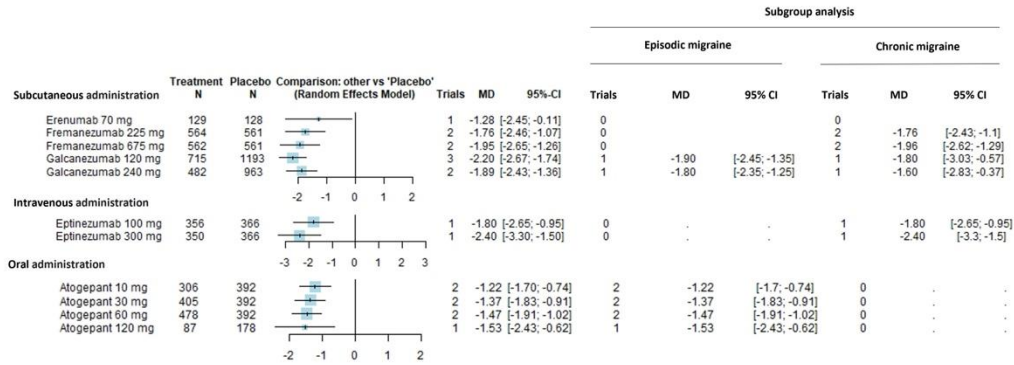 Subgroup analysis
Episodic migraine Chronic migraine
Treatment Placebo Comparison: other vs 'Placebo'
Subcutaneous administration N N (Random Effects Model) Trials MD 95%-CI Trials MD 95% CI Trials MD 95% CI
Erenumab 70 mg 129 128 1 -1.28 [-2.45; -0.11] 0 0
Fremanezumab 225 mg 564 561 2 -1.76 [-2.46; -1.07] 0 2 -1.76 [-2.43; -1.1]
Fremanezumab 675 mg 562 561 2 -1.95 [-2.65; -1.26] 0 2 -1.96 [-2.62; -1.29]
Galcanezumab 120 mg 715 1193 3 -2.20 [-2.67; -1.74] 1 -1.90 [-2.45; -1.35] 1 -1.80 [-3.03; -0.57]
Galcanezumab 240 mg 482 963 2 -1.89 [-2.43; -1.36] 1 -1.80 [-2.35; -1.25] 1 -1.60 [-2.83; -0.37]
-2 -1 0 1 2
Intravenous administration
Eptinezumab 100 mg 356 366 1 -1.80 [-2.65; -0.95] 0 . . 1 -1.80 [-2.65; -0.95]
Eptinezumab 300 mg 350 366 1 -2.40 [-3.30; -1.50] 0 . . 1 -2.40 [-3.3; -1.5]
-3 -2 -1 0 1 2 3
Oral administration
Atogepant 10 mg 306 392 2 -1.22 [-1.70; -0.74] 2 -1.22 [-1.7; -0.74] 0 . .
Atogepant 30 mg 405 392 2 -1.37 [-1.83; -0.91] 2 -1.37 [-1.83; -0.91] 0 . .
Atogepant 60 mg 478 392 2 -1.47 [-1.91; -1.02] 2 -1.47 [-1.91; -1.02] 0 . .
Atogepant 120 mg 87 178 1 -1.53 [-2.43; -0.62] 1 -1.53 [-2.43; -0.62] 0 . .
-2 -1 0 1 2